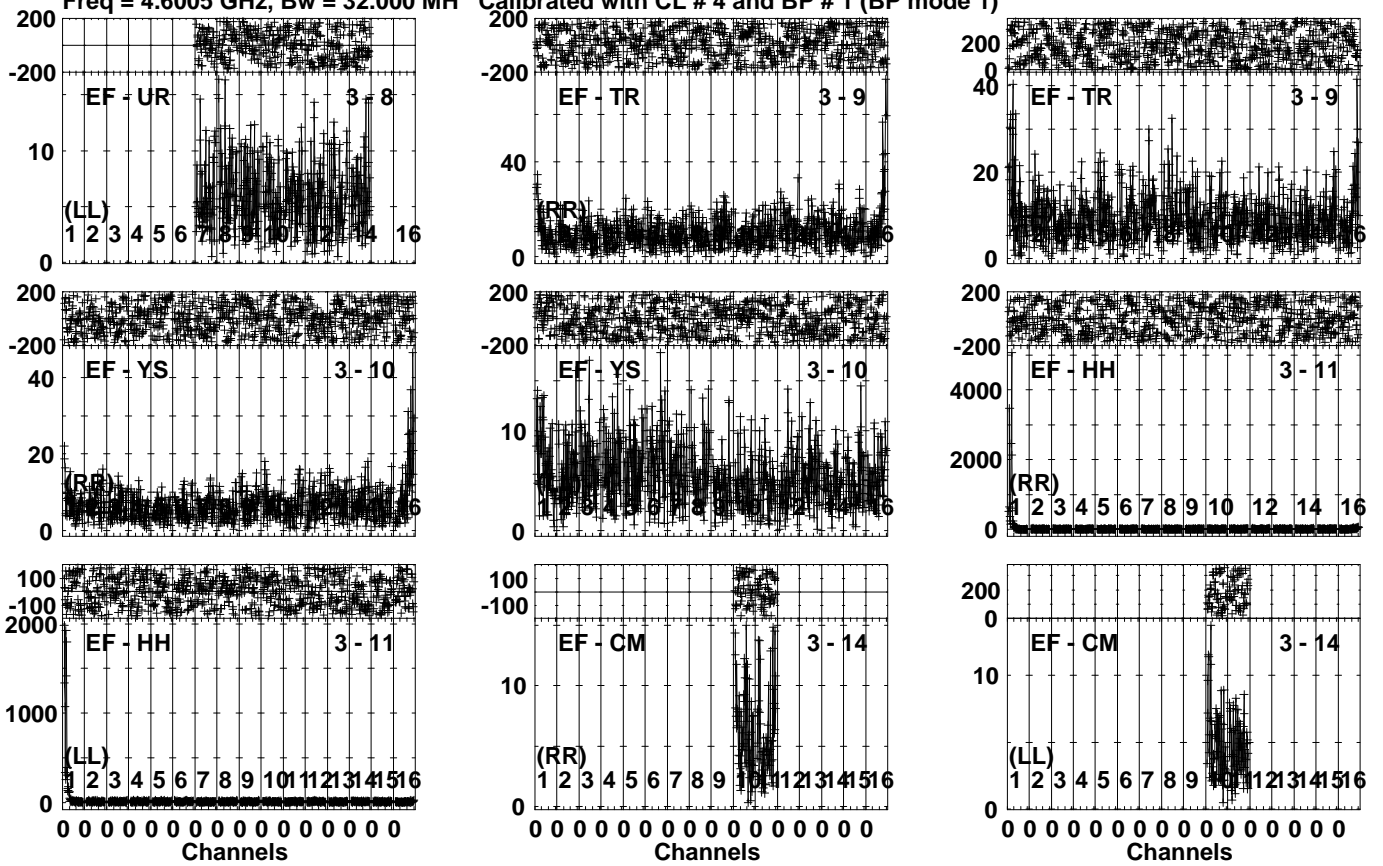 Freq = 4.6005 GHz, Bw = 32.000 MH Calibrated with CL # 4 and BP # 1 (BP mode 1)
200
-200
EF - UR 3 - 8
10
(LL)
1 2 3 4 5 6 7 8 9 10 12 14 16
0
200
-200
EF - TR 3 - 9
40
(RR)
0
200
0
40
EF - TR 3 - 9
20
0
200
-200
EF - YS 3 - 10
40
20
(RR)
0
200
-200
EF - YS 3 - 10
10
0
200
-200
EF - HH 3 - 11
4000
2000
(RR)
1 2 3 4 5 6 7 8 9 10 12 14 16
0
100
-100
2000
EF - HH 3 - 11
1000
(LL)
1 2 3 4 5 6 7 8 9 10 11 12 13 14 15 16
0
100
-100
EF - CM 3 - 14
10
(RR)
1 2 3 4 5 6 7 8 9 10 11 12 13 14 15 16
0
200
0
EF - CM 3 - 14
10
(LL)
1 2 3 4 5 6 7 8 9 10 11 12 13 14 15 16
0
0 0 0 0 0 0 0 0 0 0 0 0 0 0 0 0
Channels
0 0 0 0 0 0 0 0 0 0 0 0 0 0 0 0
Channels
0 0 0 0 0 0 0 0 0 0 0 0 0 0 0 0
Channels